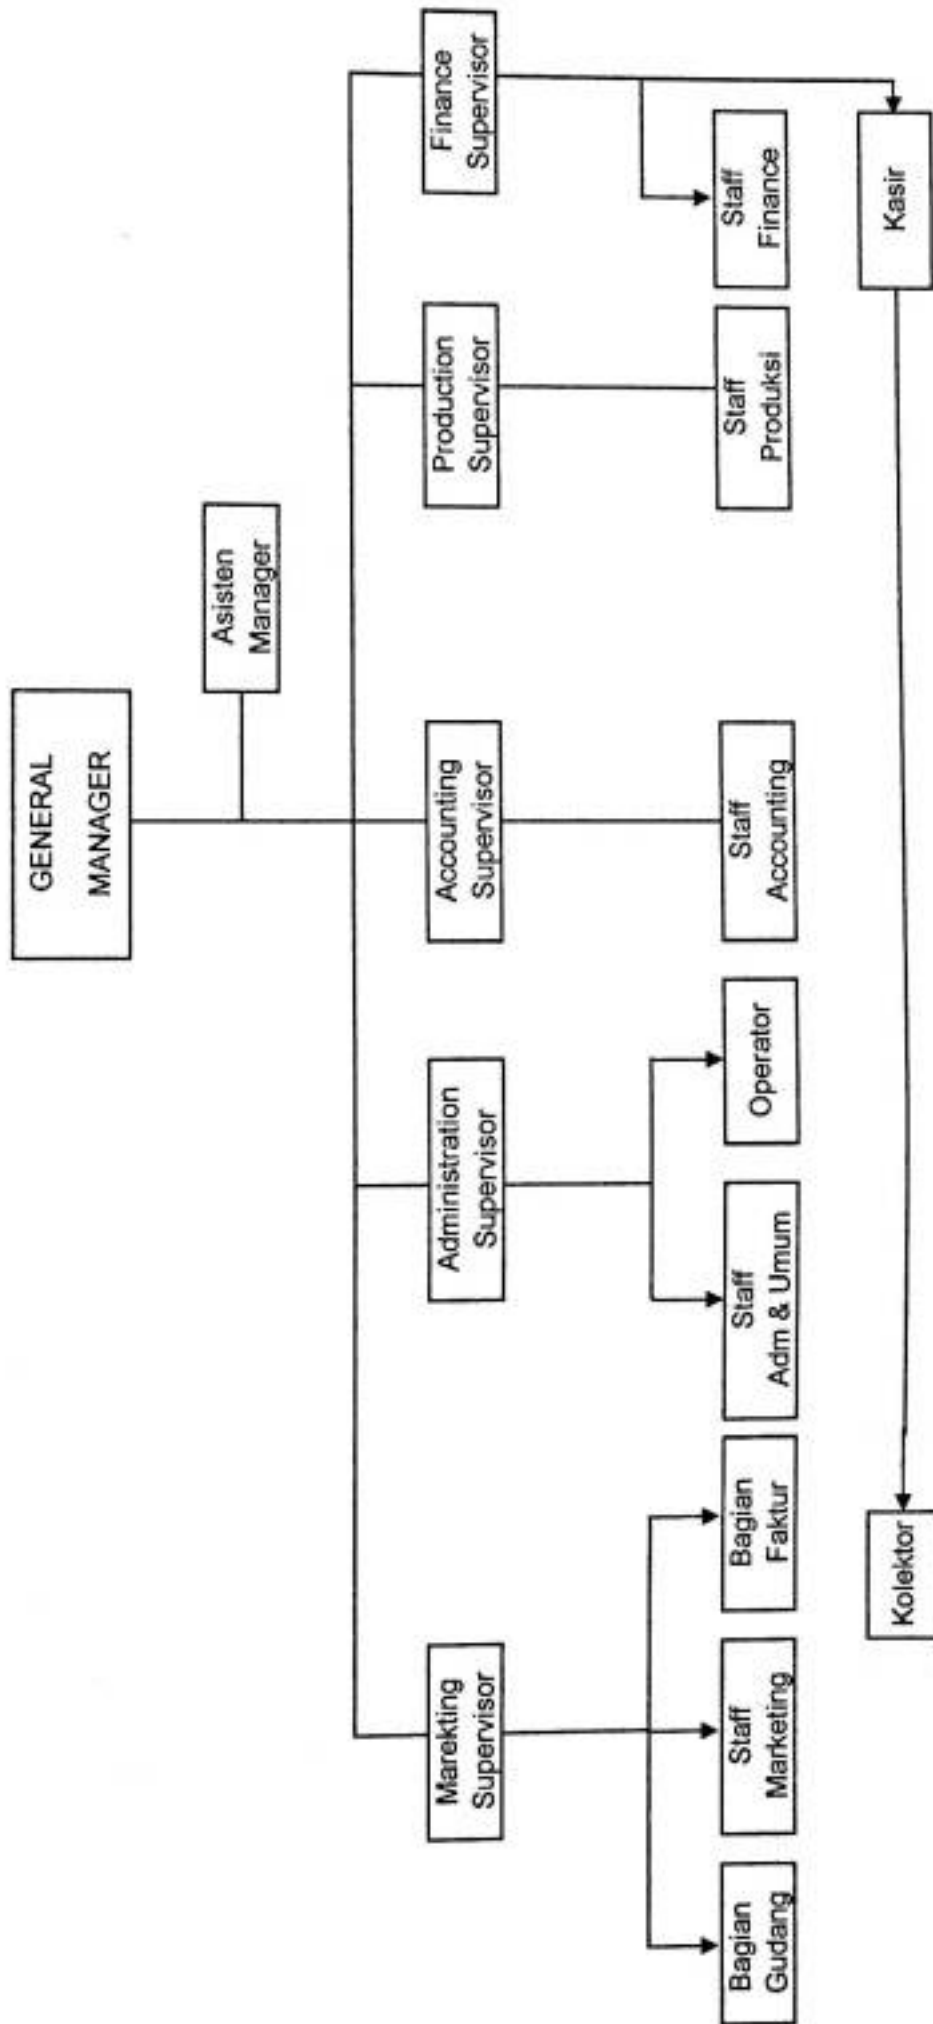 GENERAL
MANAGER
Asisten
Manager
Marekting
Supervisor
Administration
Supervisor
Accounting
Supervisor
Production
Supervisor
Finance
Supervisor
Bagian
Gudang
Staff
Marketing
Bagian
Faktur
Staff
Adm & Umum
Operator
Staff
Accounting
Staff
Produksi
Staff
Finance
Kolektor
Kasir